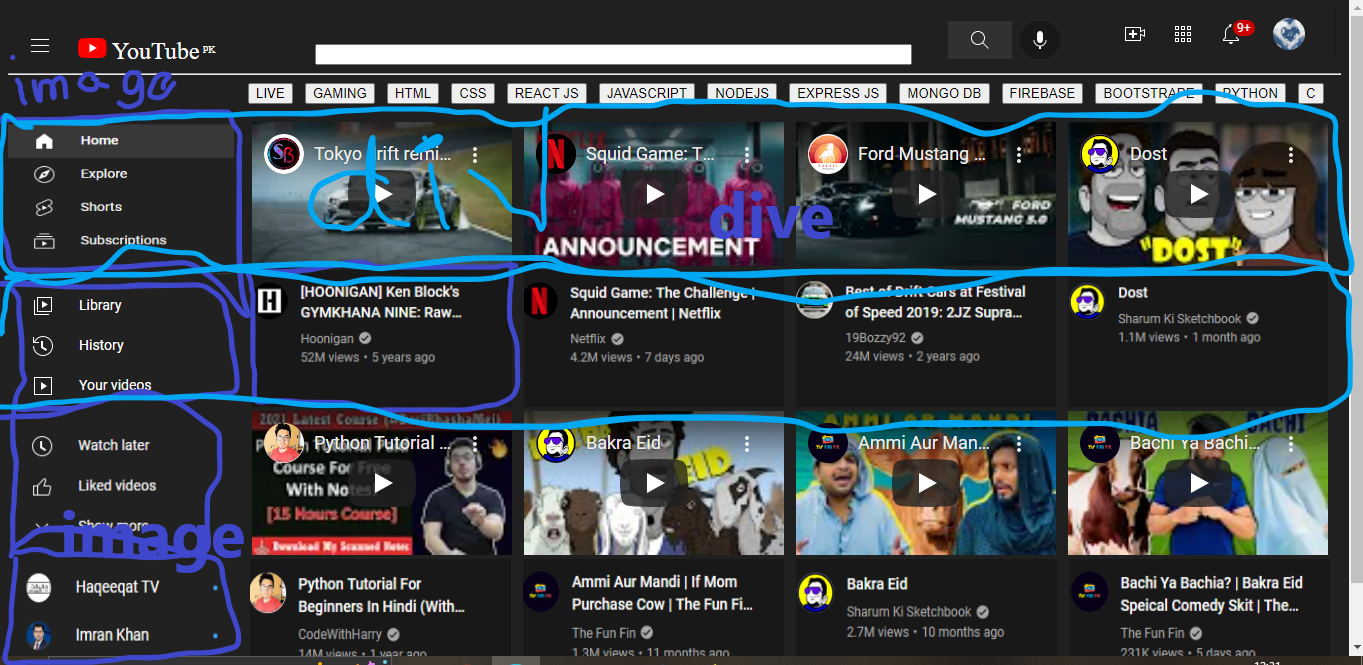 YouTube PK
9+
image
LIVE GAMING HTML CSS REACT JS JAVASCRIPT NODEJS EXPRESS JS MONGO DB FIREBASE BOOTSTRAPE PYTHON C
Home
Explore
Shorts
Subscriptions
Library
History
Your videos
Watch later
Liked videos
Show more
image
Haqeeqat TV
Imran Khan
Tokyo drift remi...
Squid Game: T...
Ford Mustang ...
Dost
ANNOUNCEMENT
dive
FORD
MUSTANG 5.0
"DOST"
[HOONIGAN] Ken Block's
GYMKHANA NINE: Raw...
Hoonigan
52M views • 5 years ago
Squid Game: The Challenge |
Announcement | Netflix
Netflix
4.2M views • 7 days ago
Best of Drift Cars at Festival
of Speed 2019: 2JZ Supra...
19Bozzy92
24M views • 2 years ago
Dost
Sharum Ki Sketchbook
1.1M views • 1 month ago
2021 Latest Course
Python Tutorial ...
Course For Free
With Notes
[15 Hours Course]
Download My Scanned Notes
Bakra Eid
AMMI OR MANDI
Ammi Aur Man...
BACHIA BACHI
Bachi Ya Bachi...
Python Tutorial For
Beginners In Hindi (With...
CodeWithHarry
14M views • 1 year ago
Ammi Aur Mandi | If Mom
Purchase Cow | The Fun Fi...
The Fun Fin
1.3M views • 11 months ago
Bakra Eid
Sharum Ki Sketchbook
2.7M views • 10 months ago
Bachi Ya Bachia? | Bakra Eid
Speical Comedy Skit | The...
The Fun Fin
231K views • 5 days ago